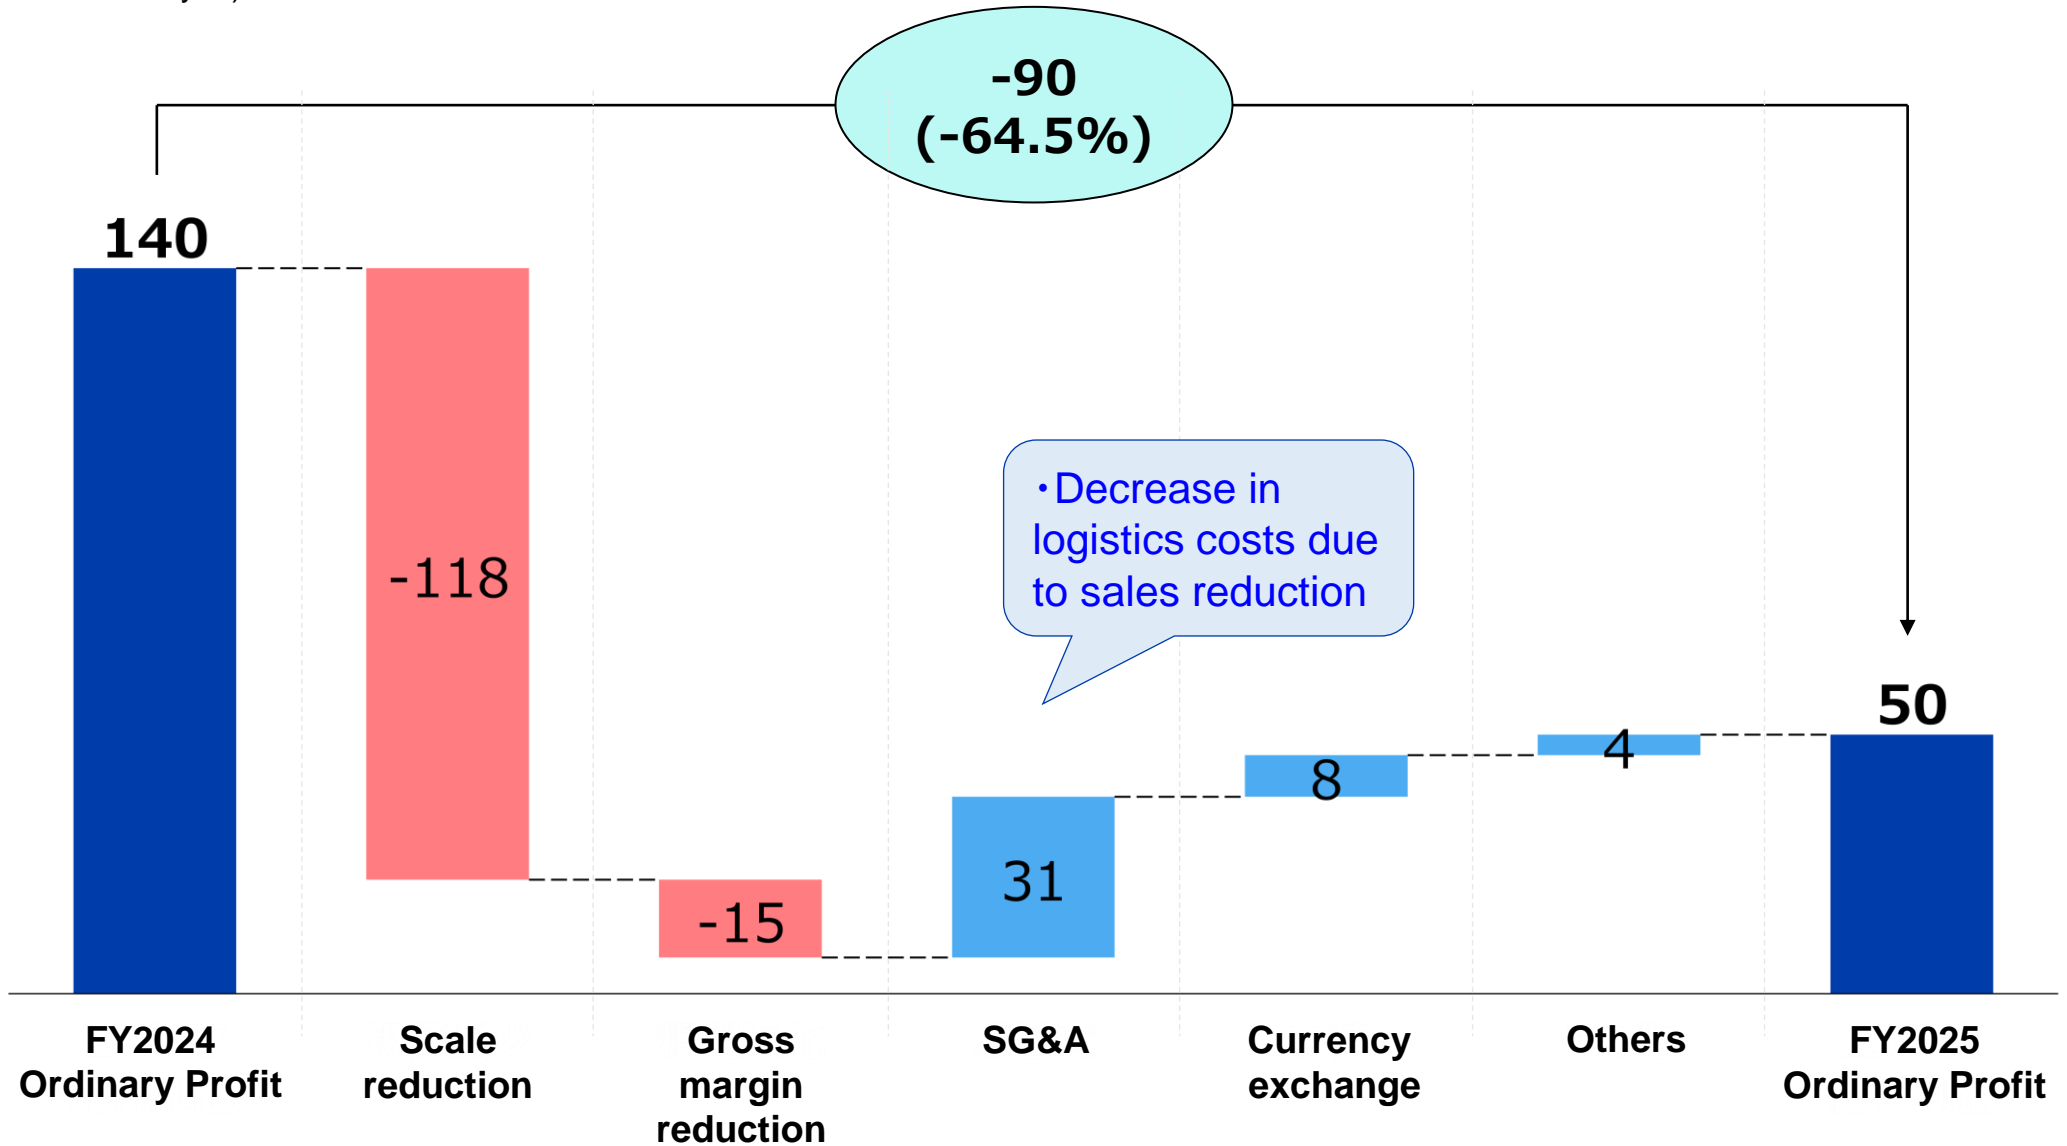 -90
(-64.5%)
140
-118
-15
・Decrease in
logistics costs due
to sales reduction
31
8
4
50
FY2024
Ordinary Profit
Scale
reduction
Gross
margin
reduction
SG&A
Currency
exchange
Others
FY2025
Ordinary Profit